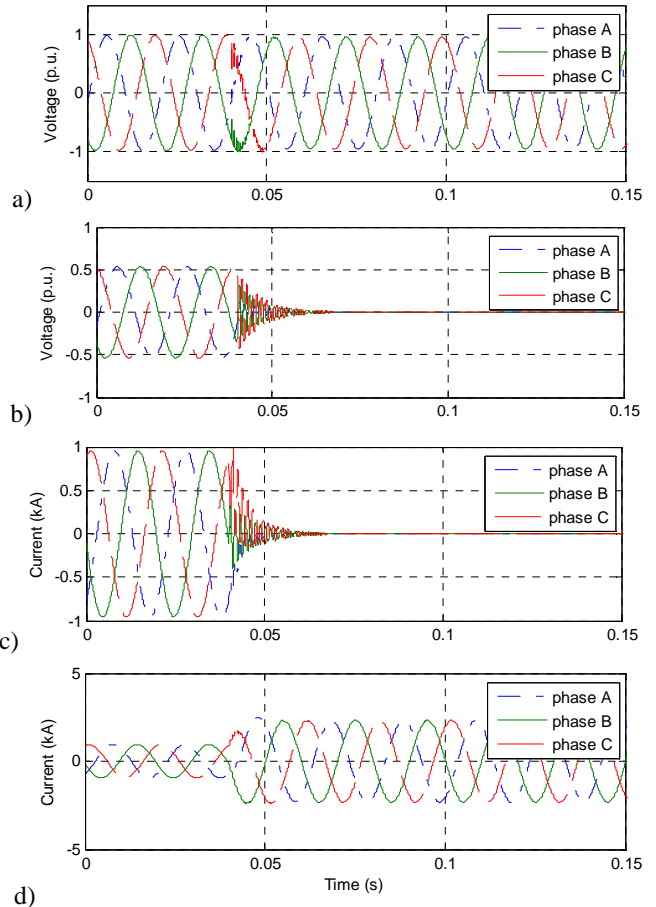 1
0
-1
Voltage (p.u.)
phase A
phase B
phase C
0
0.05
0.1
0.15
a)
1
0.5
0
-0.5
-1
Voltage (p.u.)
phase A
phase B
phase C
0
0.05
0.1
0.15
b)
1
0.5
0
-0.5
-1
Current (kA)
phase A
phase B
phase C
0
0.05
0.1
0.15
c)
5
0
-5
Current (kA)
phase A
phase B
phase C
0
0.05
0.1
0.15
Time (s)
d)